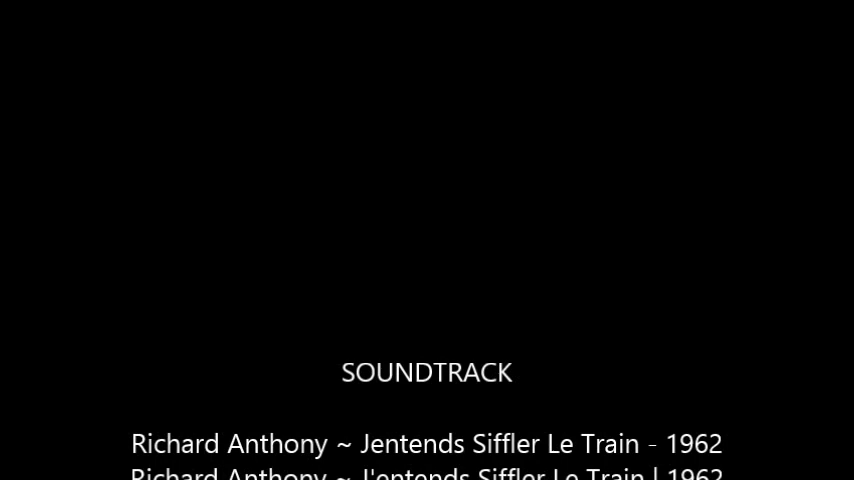 SOUNDTRACK
Richard Anthony ~ Jentends Siffler Le Train - 1962
Richard Anthony ~ J'entends Siffler Le Train | 1962